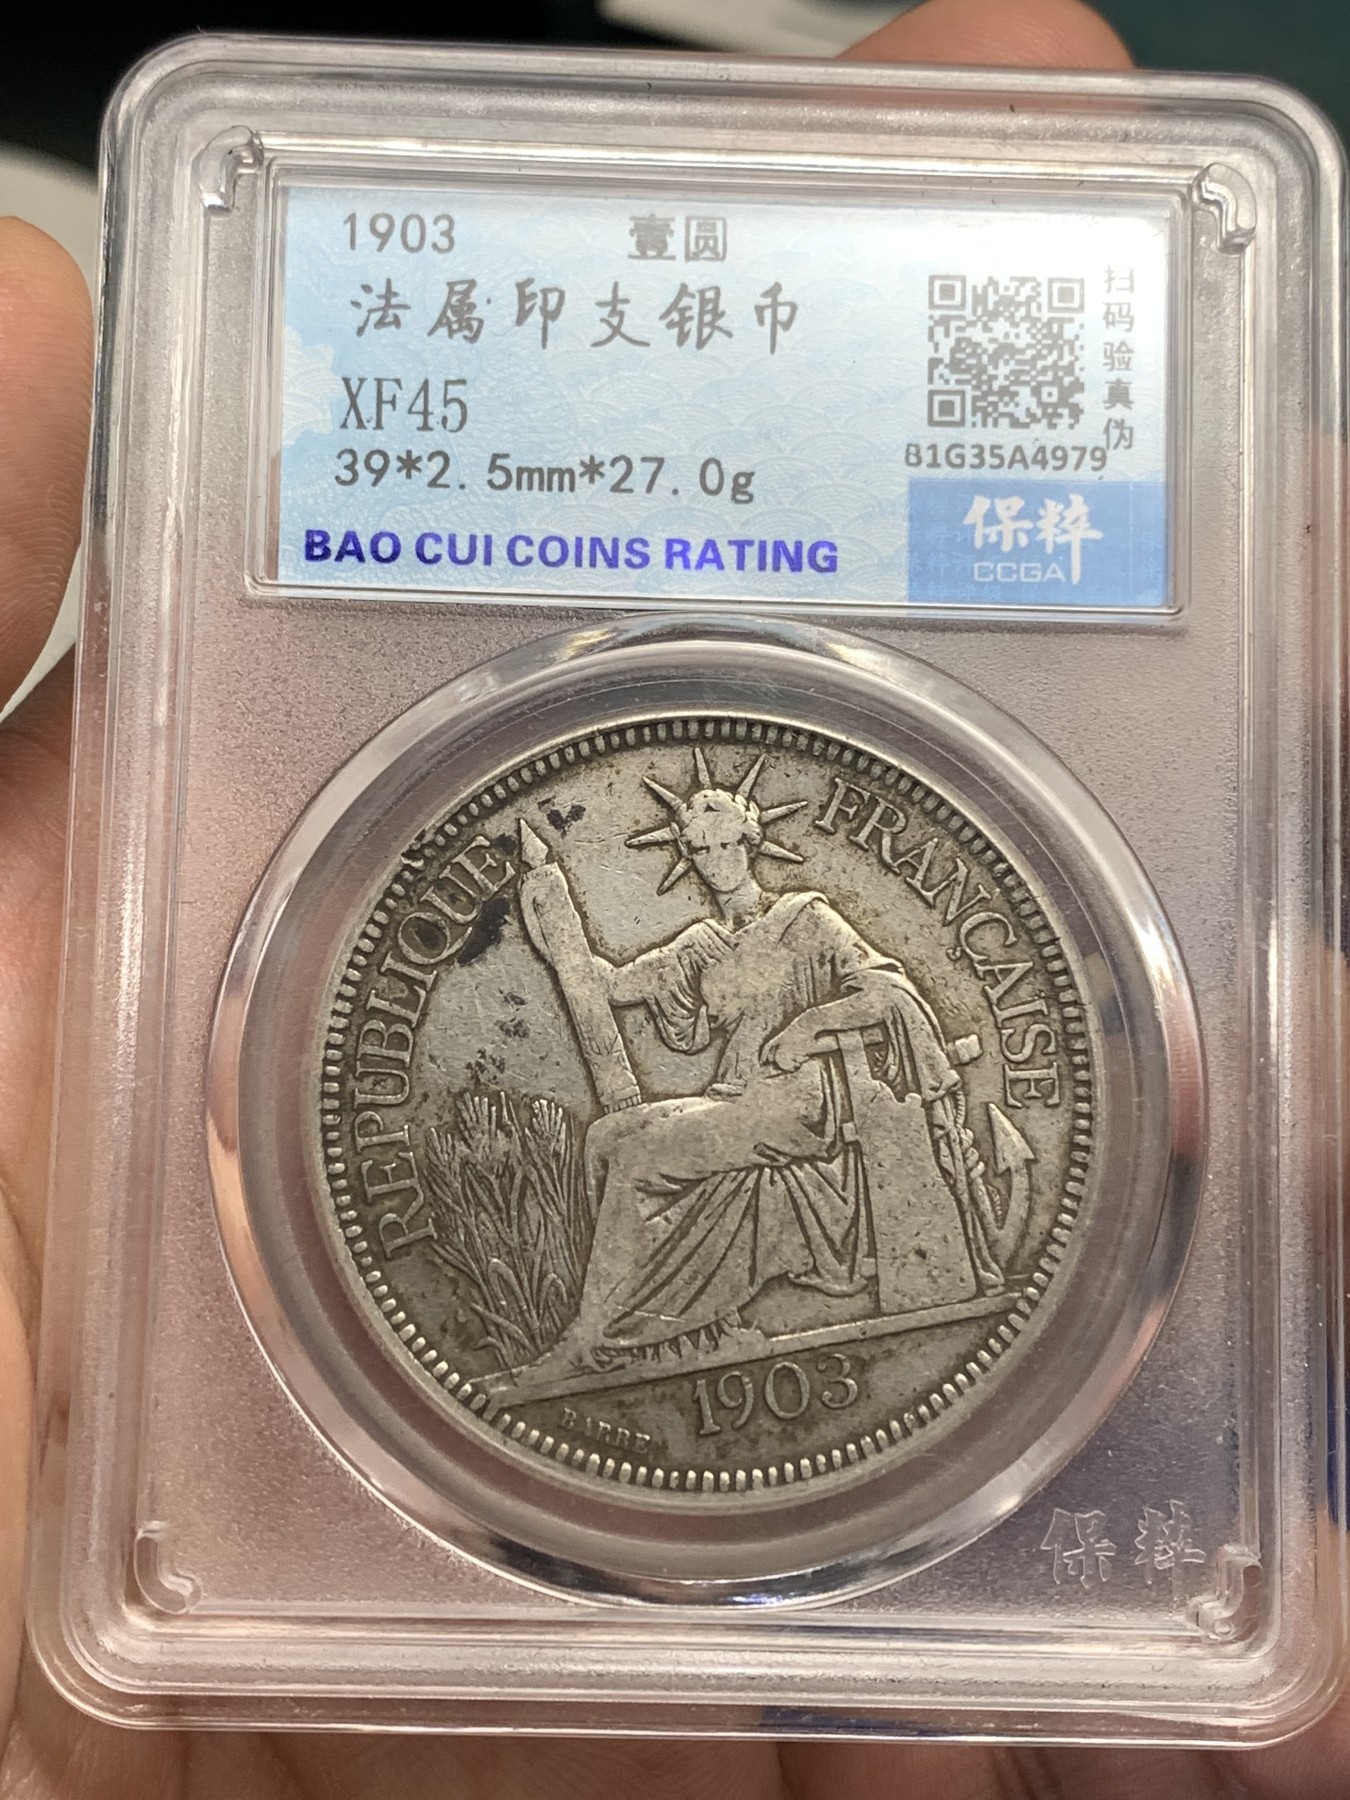 1903 壹圆
法属印支银币
XF45
39*2.5mm*27.0g
BAO CUI COINS RATING
扫码验真伪
B1G35A4979
保粹
CCGA
REPUBLIQUE FRANÇAISE
1903
BARRE
保粹